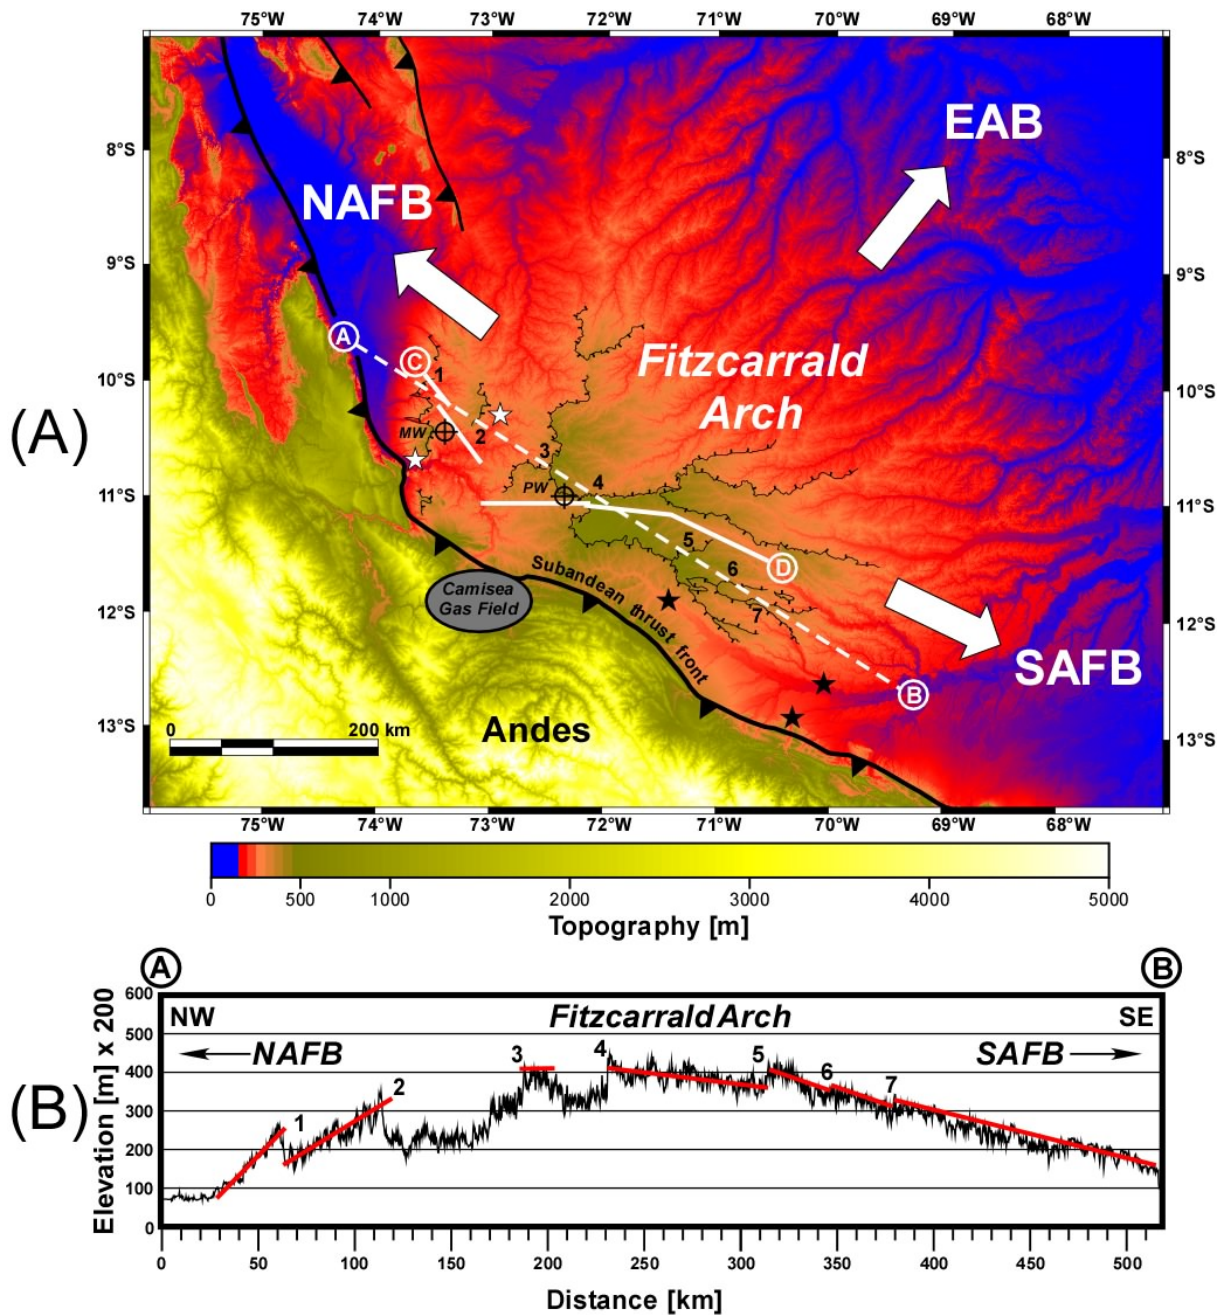 75°W 74°W 73°W 72°W 71°W 70°W 69°W 68°W
EAB
8°S 8°S
NAFB
9°S 9°S
A
C
Fitzcarrald
Arch
1
10°S 10°S
MW 2
3
(A)
PW 4
11°S 11°S
5
D
6
Subandean thrust front
Camisea
Gas Field
7
12°S 12°S
SAFB
B
13°S 13°S
0 200 km
Andes
75°W 74°W 73°W 72°W 71°W 70°W 69°W 68°W
0 500 1000 2000 3000 4000 5000
Topography [m]
A B
600
NW Fitzcarrald Arch SE
500
NAFB SAFB
3 4 5
400
6
2 7
(B)
300
1
200
100
0
Elevation [m] x 200
0 50 100 150 200 250 300 350 400 450 500
Distance [km]